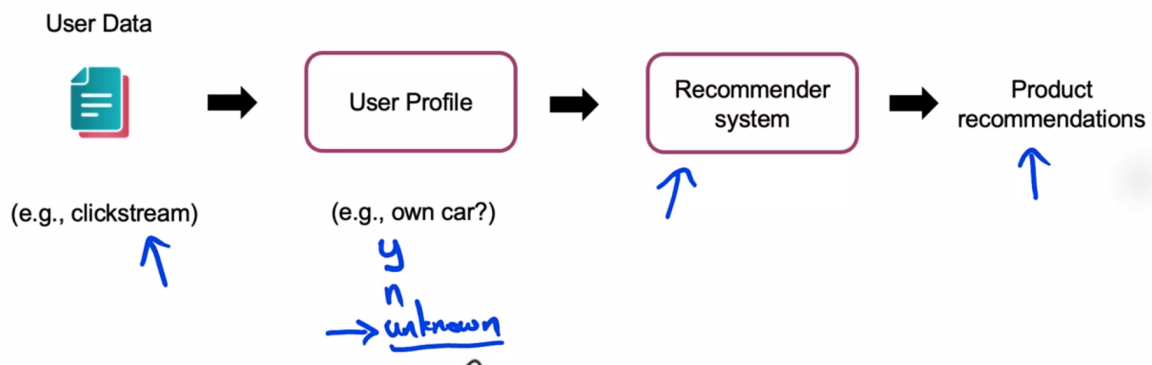 User Data
User Profile
Recommender
system
Product
recommendations
(e.g., clickstream)
(e.g., own car?)
y
n
unknown